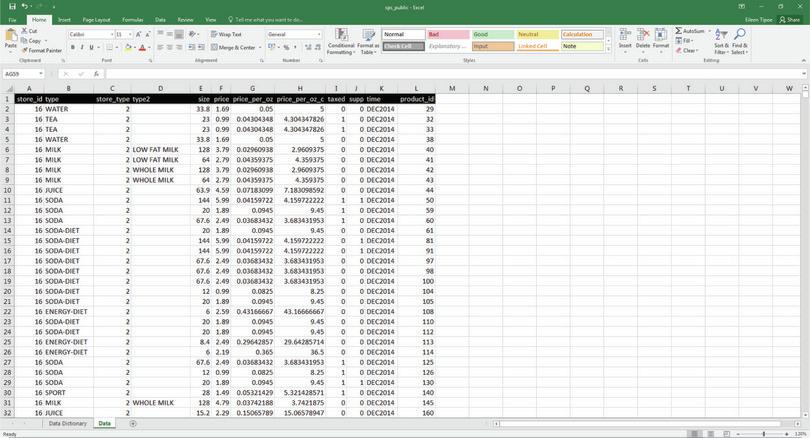 sps_public - Excel
File Home Insert Page Layout Formulas Data Review View Tell me what you want to do... Eileen Tipoe Share
Cut
Copy
Format Painter
Paste
Clipboard
Calibri 11
B I U
Font
Wrap Text
Merge & Center
Alignment
General
Number
Conditional Formatting
Format as Table
Normal Bad Good Neutral Calculation
Check Cell Explanatory ... Input Linked Cell Note
Styles
Insert Delete Format
Cells
AutoSum
Fill
Clear
Sort & Filter
Find & Select
Editing
AG59 fx
A B C D E F G H I J K L M N O P Q R S T U V W
1 store_id type store_type type2 size price price_per_oz price_per_oz_c taxed supp time product_id
2 16 WATER 2 33.8 1.69 0.05 5 0 0 DEC2014 29
3 16 TEA 2 23 0.99 0.04304348 4.304347826 1 0 DEC2014 32
4 16 TEA 2 23 0.99 0.04304348 4.304347826 1 0 DEC2014 33
5 16 WATER 2 33.8 1.69 0.05 5 0 0 DEC2014 38
6 16 MILK 2 LOW FAT MILK 128 3.79 0.02960938 2.9609375 0 0 DEC2014 40
7 16 MILK 2 LOW FAT MILK 64 2.79 0.04359375 4.359375 0 0 DEC2014 41
8 16 MILK 2 WHOLE MILK 128 3.79 0.02960938 2.9609375 0 0 DEC2014 42
9 16 MILK 2 WHOLE MILK 64 2.79 0.04359375 4.359375 0 0 DEC2014 43
10 16 JUICE 2 63.9 4.59 0.07183099 7.183098592 0 0 DEC2014 44
11 16 SODA 2 144 5.99 0.04159722 4.159722222 1 1 DEC2014 50
12 16 SODA 2 20 1.89 0.0945 9.45 1 0 DEC2014 59
13 16 SODA 2 67.6 2.49 0.03683432 3.683431953 1 0 DEC2014 60
14 16 SODA-DIET 2 20 1.89 0.0945 9.45 0 0 DEC2014 61
15 16 SODA-DIET 2 144 5.99 0.04159722 4.159722222 0 1 DEC2014 81
16 16 SODA-DIET 2 144 5.99 0.04159722 4.159722222 0 1 DEC2014 91
17 16 SODA-DIET 2 67.6 2.49 0.03683432 3.683431953 0 0 DEC2014 97
18 16 SODA-DIET 2 67.6 2.49 0.03683432 3.683431953 0 0 DEC2014 98
19 16 SODA-DIET 2 67.6 2.49 0.03683432 3.683431953 0 0 DEC2014 100
20 16 SODA-DIET 2 12 0.99 0.0825 8.25 0 0 DEC2014 104
21 16 SODA-DIET 2 20 1.89 0.0945 9.45 0 0 DEC2014 105
22 16 ENERGY-DIET 2 6 2.59 0.43166667 43.16666667 0 0 DEC2014 108
23 16 SODA-DIET 2 20 1.89 0.0945 9.45 0 0 DEC2014 110
24 16 SODA-DIET 2 20 1.89 0.0945 9.45 0 0 DEC2014 112
25 16 ENERGY-DIET 2 8.4 2.49 0.29642857 29.64285714 0 0 DEC2014 113
26 16 ENERGY-DIET 2 6 2.19 0.365 36.5 0 0 DEC2014 114
27 16 SODA 2 67.6 2.49 0.03683432 3.683431953 1 0 DEC2014 125
28 16 SODA 2 12 0.99 0.0825 8.25 1 0 DEC2014 126
29 16 SODA 2 20 1.89 0.0945 9.45 1 1 DEC2014 130
30 16 SPORT 2 28 1.49 0.05321429 5.321428571 1 0 DEC2014 140
31 16 MILK 2 WHOLE MILK 128 4.79 0.03742188 3.7421875 0 0 DEC2014 145
32 16 JUICE 2 15.2 2.29 0.15065789 15.06578947 0 0 DEC2014 160
Data Dictionary Data
Ready 120%